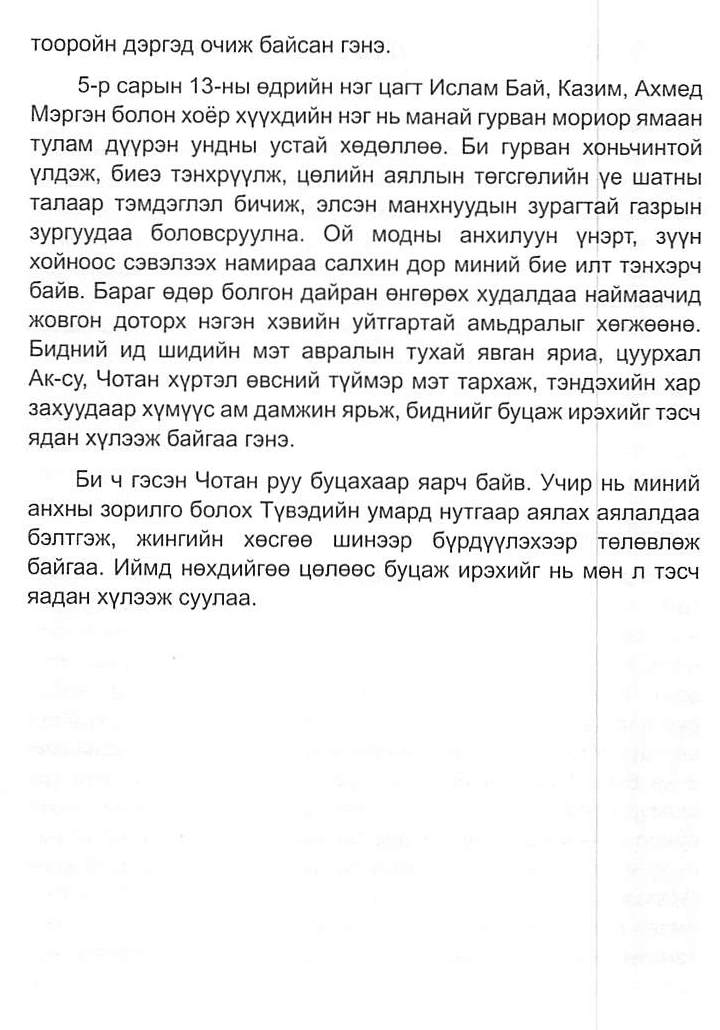 тооройн дэргэд очиж байсан гэнэ.
5-р сарын 13-ны өдрийн нэг цагт Ислам Бай, Казим, Ахмед
Мэргэн болон хоёр хүүхдийн нэг нь манай гурван мориор ямаан
тулам дүүрэн ундны устай хөдөллөө. Би гурван хоньчинтой
үлдэж, биеэ тэнхрүүлж, цөлийн аяллын төгсгөлийн үе шатны
талаар тэмдэглэл бичиж, элсэн манхнуудын зурагтай газрын
зургуудаа боловсруулна. Ой модны анхилуун үнэрт, зүүн
хойноос сэвэлзэх намираа салхин дор миний бие илт тэнхэрч
байв. Бараг өдөр болгон дайран өнгөрөх худалдаа наймаачид
жовгон доторх нэгэн хэвийн уйтгартай амьдралыг хөгжөөнө.
Бидний ид шидийн мэт авралын тухай явган яриа, цуурхал
Ак-су, Чотан хүртэл өвсний түймэр мэт тархаж, тэндэхийн хар
захуудаар хүмүүс ам дамжин ярьж, биднийг буцаж ирэхийг тэсч
ядан хүлээж байгаа гэнэ.
Би ч гэсэн Чотан руу буцахаар яарч байв. Учир нь миний
анхны зорилго болох Түвэдийн умард нутгаар аялах аялалдаа
бэлтгэж, жингийн хөсгөө шинээр бүрдүүлэхээр төлөвлөж
байгаа. Иймд нөхдийгөө цөлөөс буцаж ирэхийг нь мөн л тэсч
яадан хүлээж суулаа.